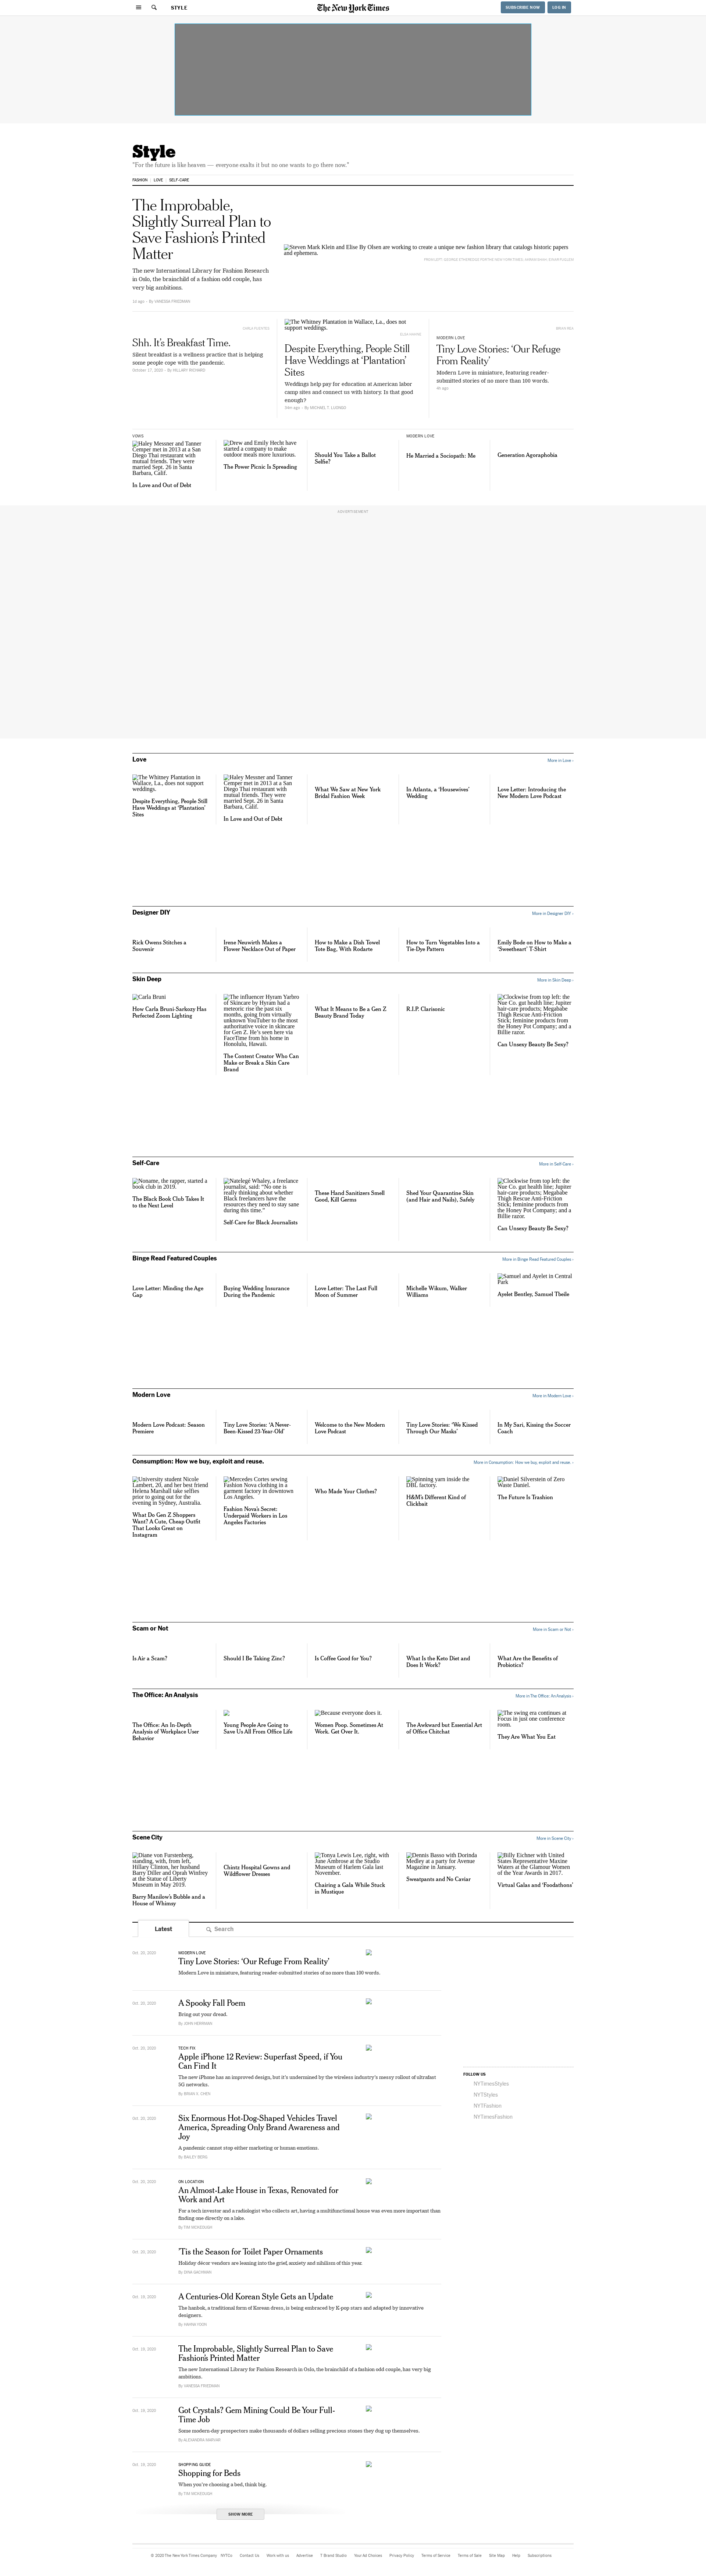 STYLE
The New York Times
SUBSCRIBE NOW
LOG IN
Style
"For the future is like heaven — everyone exalts it but no one wants to go there now."
FASHION
LOVE
SELF-CARE
The Improbable,
Slightly Surreal Plan to
Save Fashion's Printed
Matter
The new International Library for Fashion Research
in Oslo, the brainchild of a fashion odd couple, has
very big ambitions.
By VANESSA FRIEDMAN
Steven Mark Klein and Elise By Olsen are working to create a unique new fashion library that catalogs historic papers
and ephemera.
Shh. It's Breakfast Time.
Silent breakfast is a wellness practice that is helping
some people cope with the pandemic.
October 17, 2020 · By HILLARY RICHARD
The Whitney Plantation in Wallace, La., does not
support weddings.
Despite Everything, People Still
Have Weddings at 'Plantation'
Sites
Weddings help pay for education at American labor
camp sites and connect us with history. Is that good
enough?
By MICHAEL T. LUONGO
MODERN LOVE
Tiny Love Stories: 'Our Refuge
From Reality'
Modern Love in miniature, featuring reader-
submitted stories of no more than 100 words.
VOWS
Haley Messner and Tanner
Cemper met in 2013 at a San
Diego Thai restaurant with
mutual friends. They were
married Sept. 26 in Santa
Barbara, Calif.
In Love and Out of Debt
Drew and Emily Hecht have
started a company to make
outdoor meals more luxurious.
The Power Picnic Is Spreading
Should You Take a Ballot
Selfie?
MODERN LOVE
He Married a Sociopath: Me
Generation Agoraphobia
ADVERTISEMENT
Love
More in Love ›
The Whitney Plantation in
Wallace, La., does not support
weddings.
Despite Everything, People Still
Have Weddings at 'Plantation'
Sites
Haley Messner and Tanner
Cemper met in 2013 at a San
Diego Thai restaurant with
mutual friends. They were
married Sept. 26 in Santa
Barbara, Calif.
In Love and Out of Debt
What We Saw at New York
Bridal Fashion Week
In Atlanta, a 'Housewives'
Wedding
Love Letter: Introducing the
New Modern Love Podcast
Designer DIY
More in Designer DIY ›
Rick Owens Stitches a
Souvenir
Irene Neuwirth Makes a
Flower Necklace Out of Paper
How to Make a Dish Towel
Tote Bag, With Rodarte
How to Turn Vegetables Into a
Tie-Dye Pattern
Emily Bode on How to Make a
'Sweetheart' T-Shirt
Skin Deep
More in Skin Deep ›
Carla Bruni
How Carla Bruni-Sarkozy Has
Perfected Zoom Lighting
The influencer Hyram Yarbro
of Skincare by Hyram had a
meteoric rise the past six
months, going from virtually
unknown YouTuber to the most
authoritative voice in skincare
for Gen Z. He's seen here via
FaceTime from his home in
Honolulu, Hawaii.
The Content Creator Who Can
Make or Break a Skin Care
Brand
What It Means to Be a Gen Z
Beauty Brand Today
R.I.P. Clarisonic
Clockwise from top left: the
Nue Co. gut health line; Jupiter
hair-care products; Megababe
Thigh Rescue Anti-Friction
Stick; feminine products from
the Honey Pot Company; and a
Billie razor.
Can Unsexy Beauty Be Sexy?
Self-Care
More in Self-Care ›
Noname, the rapper, started a
book club in 2019.
The Black Book Club Takes It
to the Next Level
Natelegé Whaley, a freelance
journalist, said: "No one is
really thinking about whether
Black freelancers have the
resources they need to stay sane
during this time."
Self-Care for Black Journalists
These Hand Sanitizers Smell
Good, Kill Germs
Shed Your Quarantine Skin
(and Hair and Nails), Safely
Clockwise from top left: the
Nue Co. gut health line; Jupiter
hair-care products; Megababe
Thigh Rescue Anti-Friction
Stick; feminine products from
the Honey Pot Company; and a
Billie razor.
Can Unsexy Beauty Be Sexy?
Binge Read Featured Couples
More in Binge Read Featured Couples ›
Love Letter: Minding the Age
Gap
Buying Wedding Insurance
During the Pandemic
Love Letter: The Last Full
Moon of Summer
Michelle Wikum, Walker
Williams
Samuel and Ayelet in Central
Park
Ayelet Bentley, Samuel Theile
Modern Love
More in Modern Love ›
Modern Love Podcast: Season
Premiere
Tiny Love Stories: 'A Never-
Been-Kissed 23-Year-Old'
Welcome to the New Modern
Love Podcast
Tiny Love Stories: 'We Kissed
Through Our Masks'
In My Sari, Kissing the Soccer
Coach
Consumption: How we buy, exploit and reuse.
More in Consumption: How we buy, exploit and reuse. ›
University student Nicole
Lambert, 20, and her best friend
Helena Marshall take selfies
prior to going out for the
evening in Sydney, Australia.
What Do Gen Z Shoppers
Want? A Cute, Cheap Outfit
That Looks Great on
Instagram
Mercedes Cortes sewing
Fashion Nova clothing in a
garment factory in downtown
Los Angeles.
Fashion Nova's Secret:
Underpaid Workers in Los
Angeles Factories
Who Made Your Clothes?
Spinning yarn inside the
DBL factory.
H&M's Different Kind of
Clickbait
Daniel Silverstein of Zero
Waste Daniel.
The Future Is Trashion
Scam or Not
More in Scam or Not ›
Is Air a Scam?
Should I Be Taking Zinc?
Is Coffee Good for You?
What Is the Keto Diet and
Does It Work?
What Are the Benefits of
Probiotics?
The Office: An Analysis
More in The Office: An Analysis ›
The Office: An In-Depth
Analysis of Workplace User
Behavior
Young People Are Going to
Save Us All From Office Life
Because everyone does it.
Women Poop. Sometimes At
Work. Get Over It.
The Awkward but Essential Art
of Office Chitchat
The swing era continues at
Focus in just one conference
room.
They Are What You Eat
Scene City
More in Scene City ›
Diane von Furstenberg,
standing, with, from left,
Hillary Clinton, her husband
Barry Diller and Oprah Winfrey
at the Statue of Liberty
Museum in May 2019.
Barry Manilow's Bubble and a
House of Whimsy
Chintz Hospital Gowns and
Wildflower Dresses
Tonya Lewis Lee, right, with
June Ambrose at the Studio
Museum of Harlem Gala last
November.
Chairing a Gala While Stuck
in Mustique
Dennis Basso with Dorinda
Medley at a party for Avenue
Magazine in January.
Sweatpants and No Caviar
Billy Eichner with United
States Representative Maxine
Waters at the Glamour Women
of the Year Awards in 2017.
Virtual Galas and 'Foodathons'
Latest
Search
Oct. 20, 2020
MODERN LOVE
Tiny Love Stories: 'Our Refuge From Reality'
Modern Love in miniature, featuring reader-submitted stories of no more than 100 words.
Oct. 20, 2020
A Spooky Fall Poem
Bring out your dread.
By JOHN HERRMAN
Oct. 20, 2020
TECH FIX
Apple iPhone 12 Review: Superfast Speed, if You
Can Find It
The new iPhone has an improved design, but it's undermined by the wireless industry's messy rollout of ultrafast
5G networks.
By BRIAN X. CHEN
Oct. 20, 2020
Six Enormous Hot-Dog-Shaped Vehicles Travel
America, Spreading Only Brand Awareness and
Joy
A pandemic cannot stop either marketing or human emotions.
By BAILEY BERG
Oct. 20, 2020
ON LOCATION
An Almost-Lake House in Texas, Renovated for
Work and Art
For a tech investor and a radiologist who collects art, having a multifunctional house was even more important than
finding one directly on a lake.
By TIM MCKEOUGH
Oct. 20, 2020
'Tis the Season for Toilet Paper Ornaments
Holiday décor vendors are leaning into the grief, anxiety and nihilism of this year.
By DINA GACHMAN
Oct. 19, 2020
A Centuries-Old Korean Style Gets an Update
The hanbok, a traditional form of Korean dress, is being embraced by K-pop stars and adapted by innovative
designers.
Oct. 19, 2020
The Improbable, Slightly Surreal Plan to Save
Fashion's Printed Matter
The new International Library for Fashion Research in Oslo, the brainchild of a fashion odd couple, has very big
ambitions.
By VANESSA FRIEDMAN
Oct. 19, 2020
Got Crystals? Gem Mining Could Be Your Full-
Time Job
Some modern-day prospectors make thousands of dollars selling precious stones they dug up themselves.
By ALEXANDRA MARVAR
Oct. 19, 2020
SHOPPING GUIDE
Shopping for Beds
When you're choosing a bed, think big.
By TIM MCKEOUGH
SHOW MORE
FOLLOW US
NYTimesStyles
NYTStyles
NYTFashion
NYTimesFashion
© 2020 The New York Times Company
NYTCo
Contact Us
Work with us
Advertise
T Brand Studio
Your Ad Choices
Privacy Policy
Terms of Service
Terms of Sale
Site Map
Help
Subscriptions